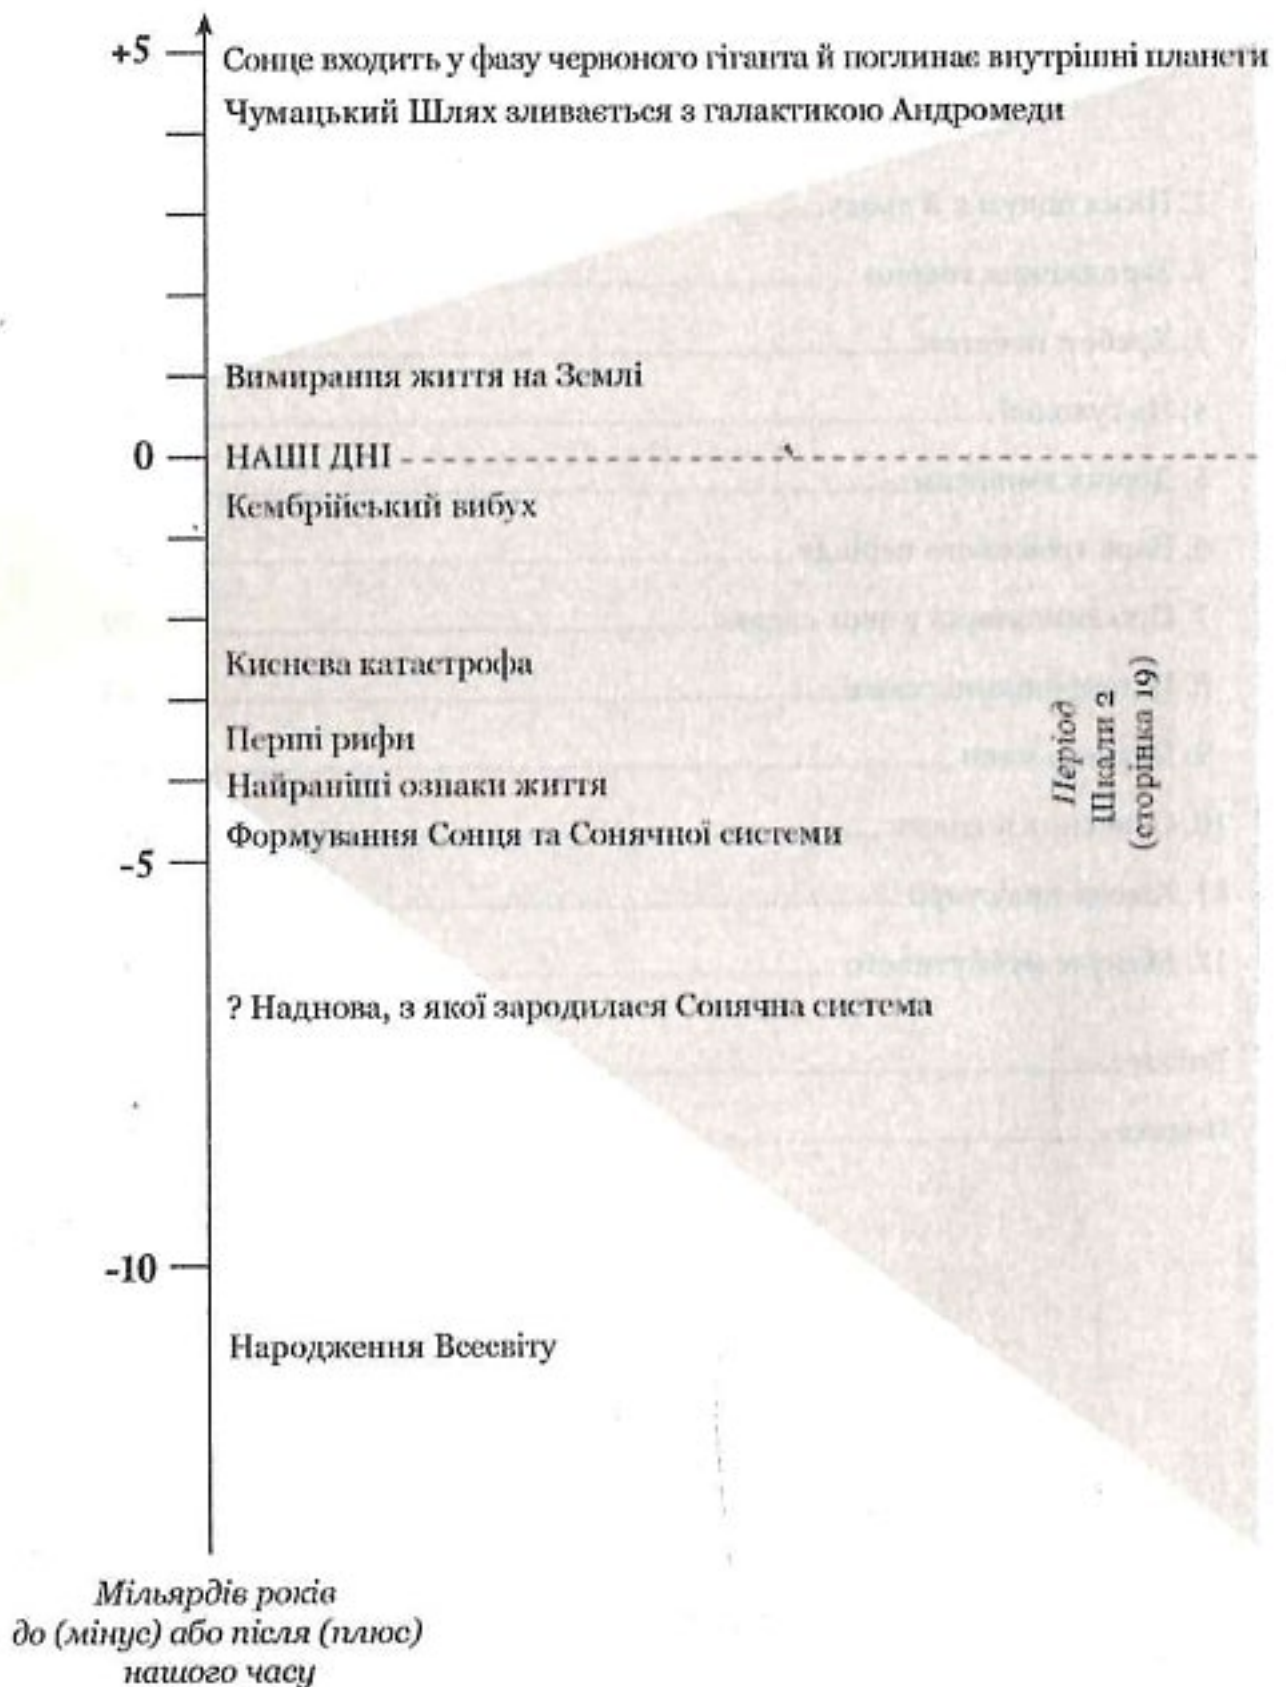 +5 Сонце входить у фазу червоного гіганта й поглинає внутрішні планети
Чумацький Шлях зливається з галактикою Андромеди
Вимирання життя на Землі
0 НАШІ ДНІ
Кембрійський вибух
Киснева катастрофа
Перші рифи
Найраніші ознаки життя
Формування Сонця та Сонячної системи
-5
Період
Шкали 2
(сторінка 19)
? Наднова, з якої зародилася Сонячна система
-10
Народження Всесвіту
Мільярдів років
до (мінус) або після (плюс)
нашого часу